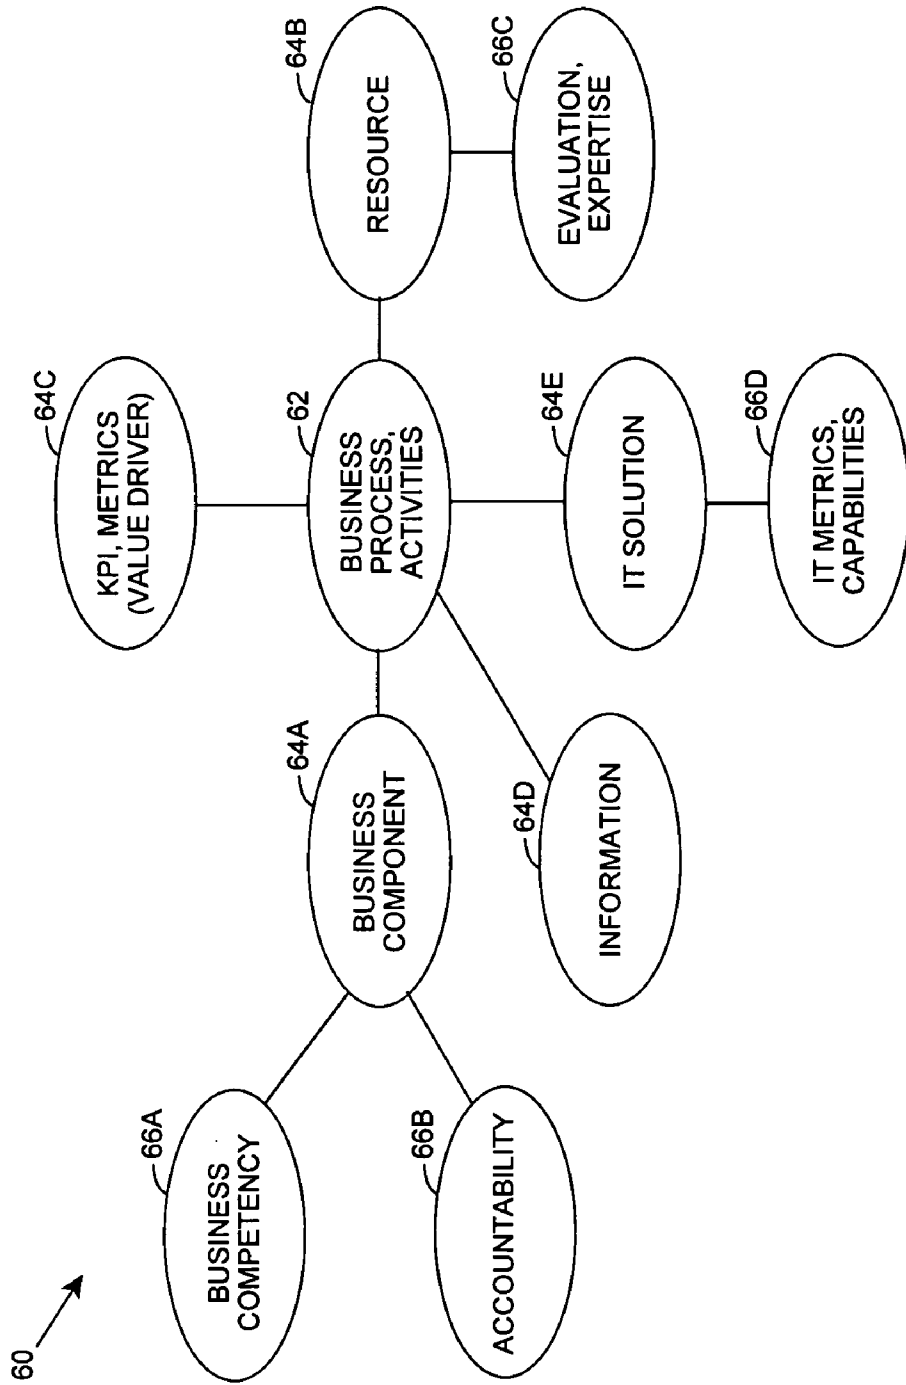 60
66A
BUSINESS
COMPETENCY
66B
ACCOUNTABILITY
64A
BUSINESS
COMPONENT
64D
INFORMATION
64C
KPI, METRICS
(VALUE DRIVER)
62
BUSINESS
PROCESS,
ACTIVITIES
64E
IT SOLUTION
66D
IT METRICS,
CAPABILITIES
64B
RESOURCE
66C
EVALUATION,
EXPERTISE